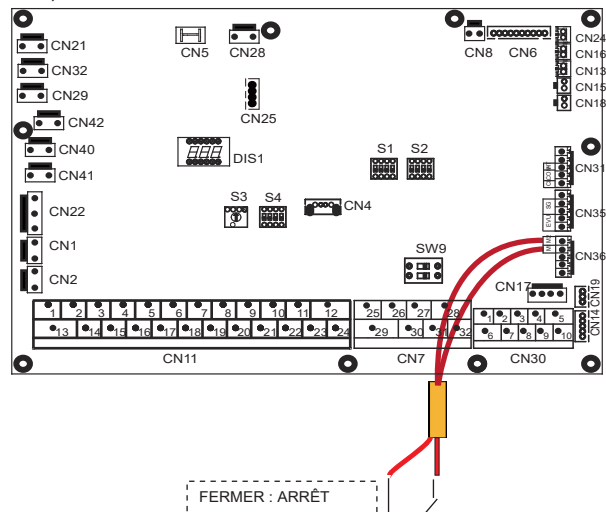 CN21
CN32
CN29
CN42
CN40
CN41
CN22
CN1
CN2
CN5
CN28
CN25
DIS1
S1
S2
S3
S4
CN4
SW9
CN8
CN6
CN24
CN16
CN13
CN15
CN18
CN31
SG
EVU
CN35
M1 M2
CN36
CN17
CN19
CN14
1 2 3 4 5 6 7 8 9 10 11 12
13 14 15 16 17 18 19 20 21 22 23 24
CN11
25 26 27 28
29 30 31 32
CN7
1 2 3 4 5
6 7 8 9 10
CN30
FERMER : ARRÊT